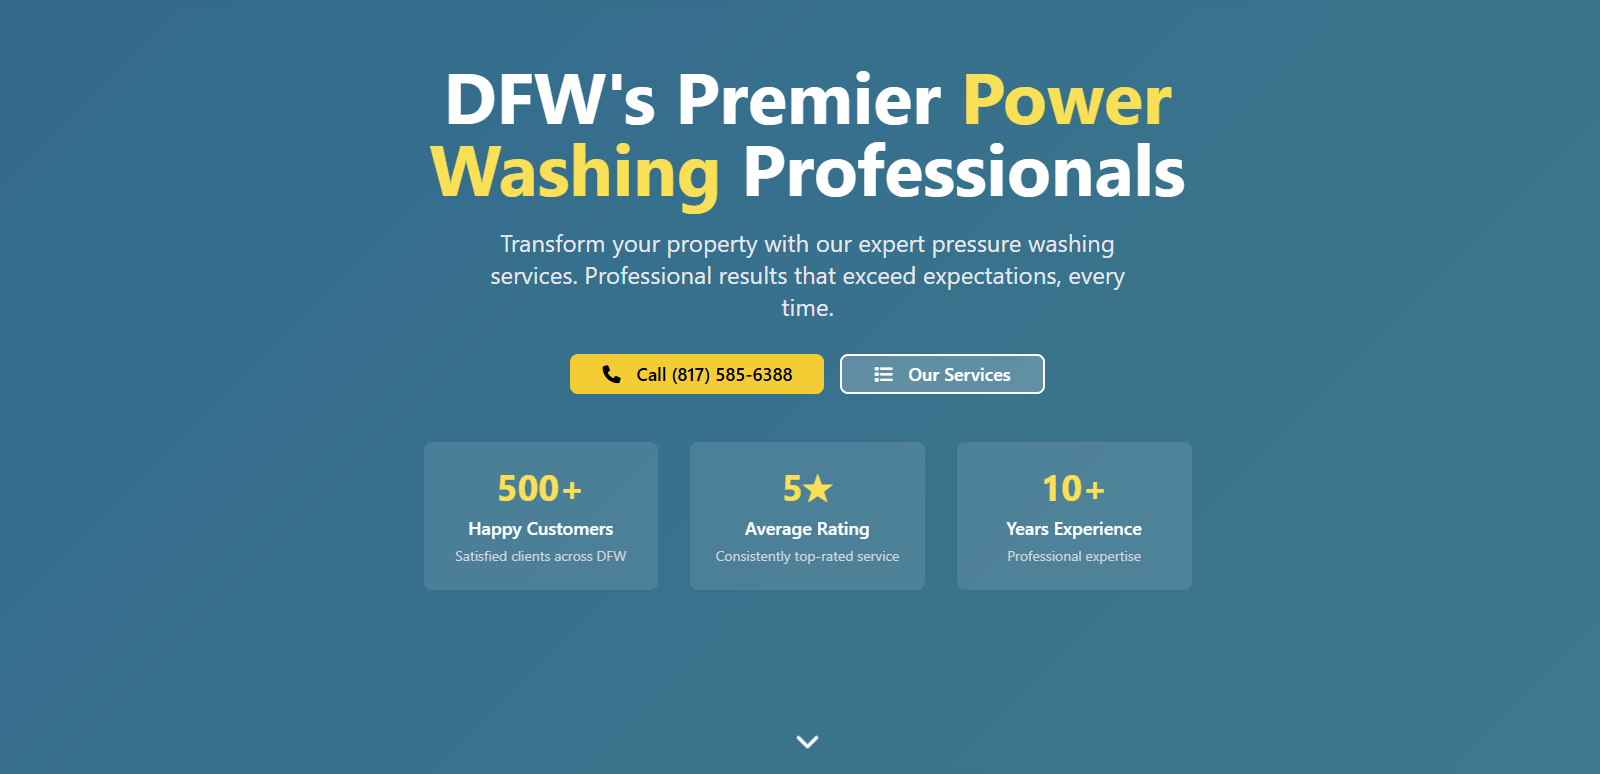 DFW's Premier Power
Washing Professionals
Transform your property with our expert pressure washing
services. Professional results that exceed expectations, every
time.
Call (817) 585-6388
Our Services
500+
Happy Customers
Satisfied clients across DFW
5★
Average Rating
Consistently top-rated service
10+
Years Experience
Professional expertise